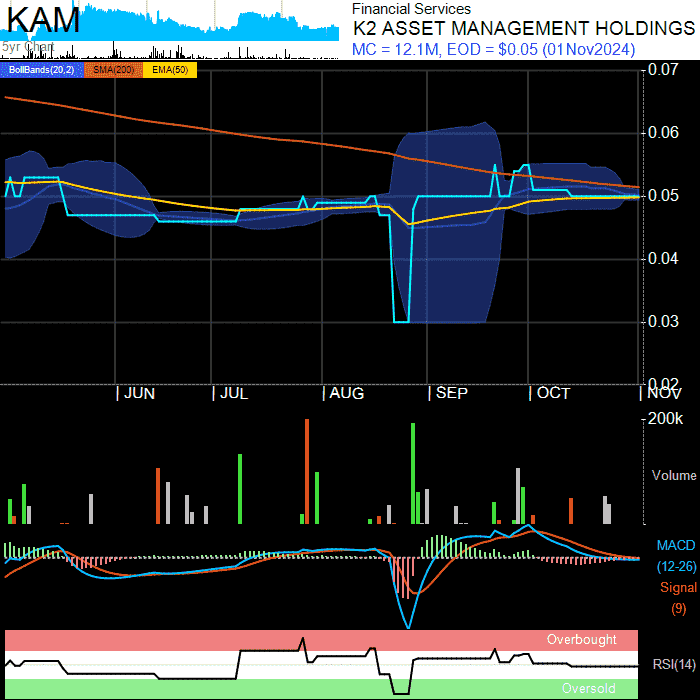 KAM
5yr Chart
Financial Services
K2 ASSET MANAGEMENT HOLDINGS
MC = 12.1M, EOD = $0.05 (01Nov2024)
BollBands(20,2) SMA(200) EMA(50)
0.07
0.06
0.05
0.04
0.03
0.02
JUN JUL AUG SEP OCT NOV
200k
Volume
MACD
(12-26)
Signal
(9)
Overbought
RSI(14)
Oversold